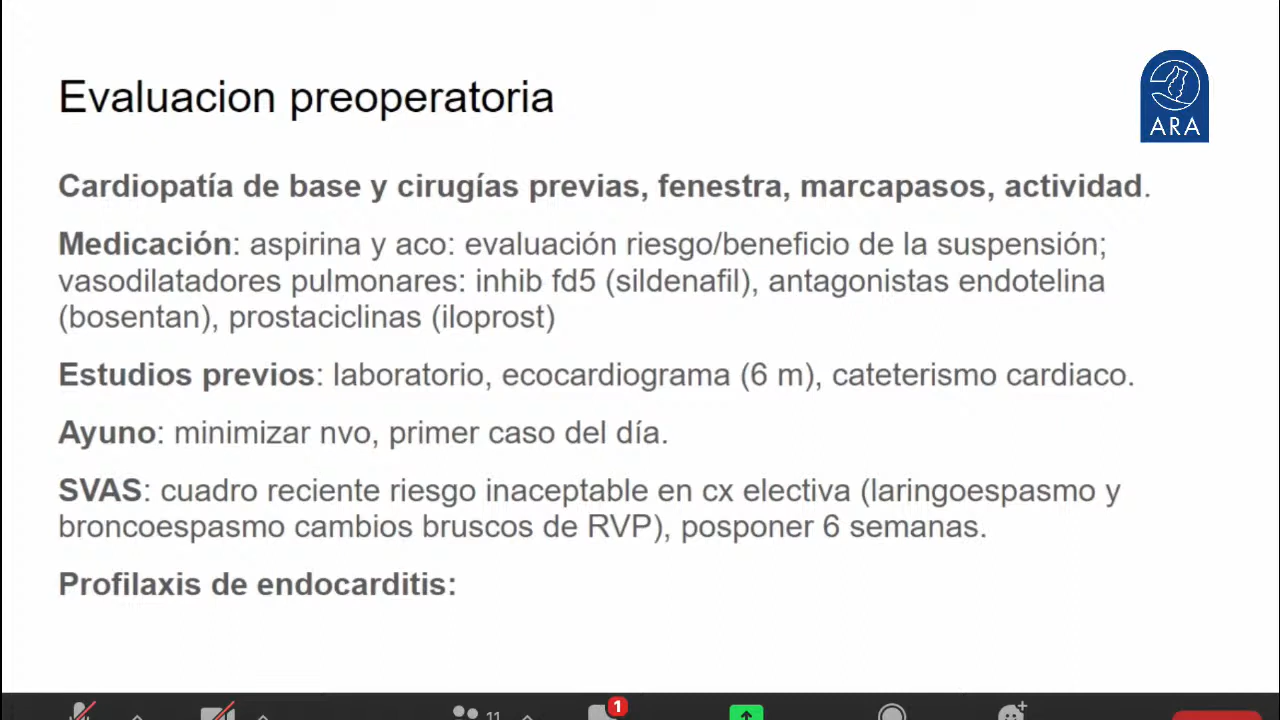 Evaluacion preoperatoria
ARA
Cardiopatía de base y cirugías previas, fenestra, marcapasos, actividad.
Medicación: aspirina y aco: evaluación riesgo/beneficio de la suspensión;
vasodilatadores pulmonares: inhib fd5 (sildenafil), antagonistas endotelina
(bosentan), prostaciclinas (iloprost)
Estudios previos: laboratorio, ecocardiograma (6 m), cateterismo cardiaco.
Ayuno: minimizar nvo, primer caso del día.
SVAS: cuadro reciente riesgo inaceptable en cx electiva (laringoespasmo y
broncoespasmo cambios bruscos de RVP), posponer 6 semanas.
Profilaxis de endocarditis:
11
1